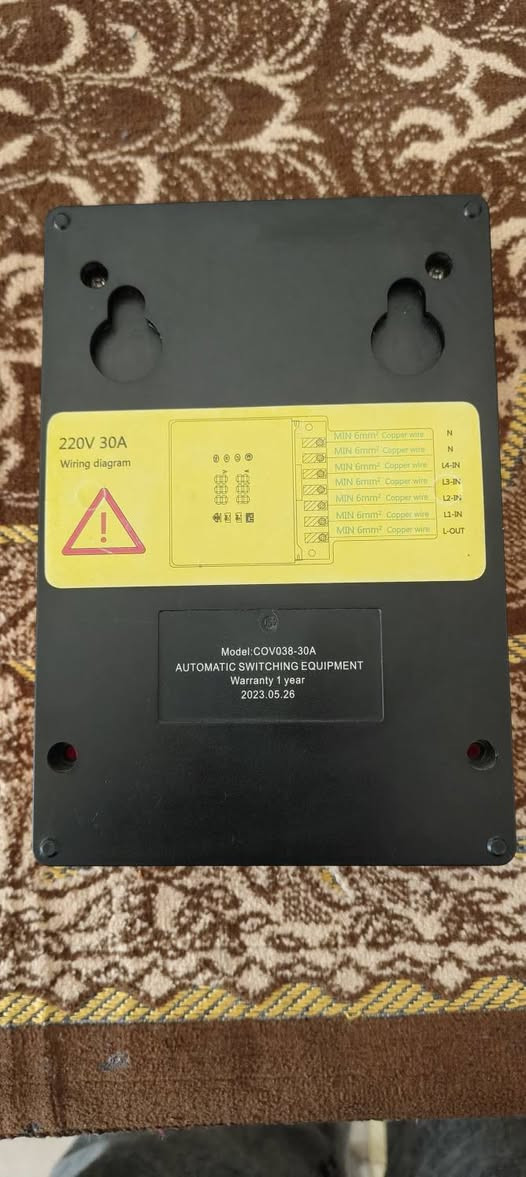 220V 30A
Wiring diagram
MIN 6mm² Copper wire N
MIN 6mm² Copper wire N
MIN 6mm² Copper wire L4-IN
MIN 6mm² Copper wire L3-IN
MIN 6mm² Copper wire L2-IN
MIN 6mm² Copper wire L1-IN
MIN 6mm² Copper wire L-OUT
Model:COV038-30A
AUTOMATIC SWITCHING EQUIPMENT
Warranty 1 year
2023.05.26